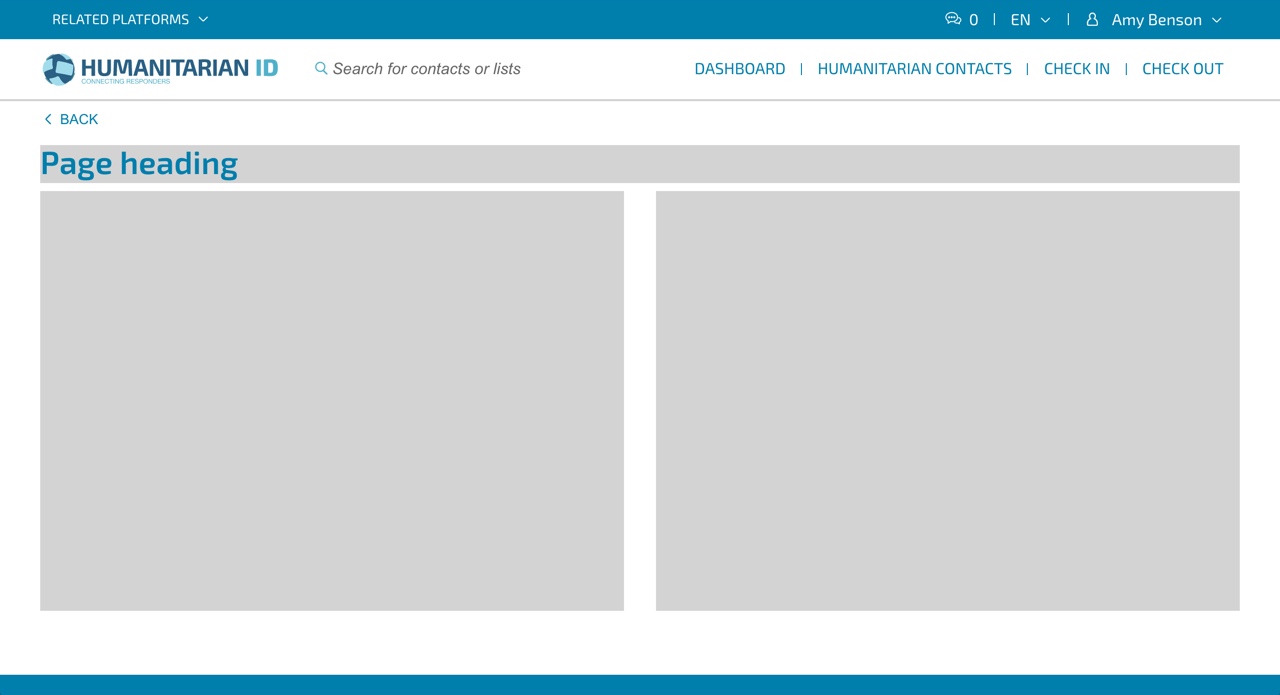 RELATED PLATFORMS
0
EN
Amy Benson
HUMANITARIAN ID
CONNECTING RESPONDERS
Search for contacts or lists
DASHBOARD
HUMANITARIAN CONTACTS
CHECK IN
CHECK OUT
BACK
Page heading